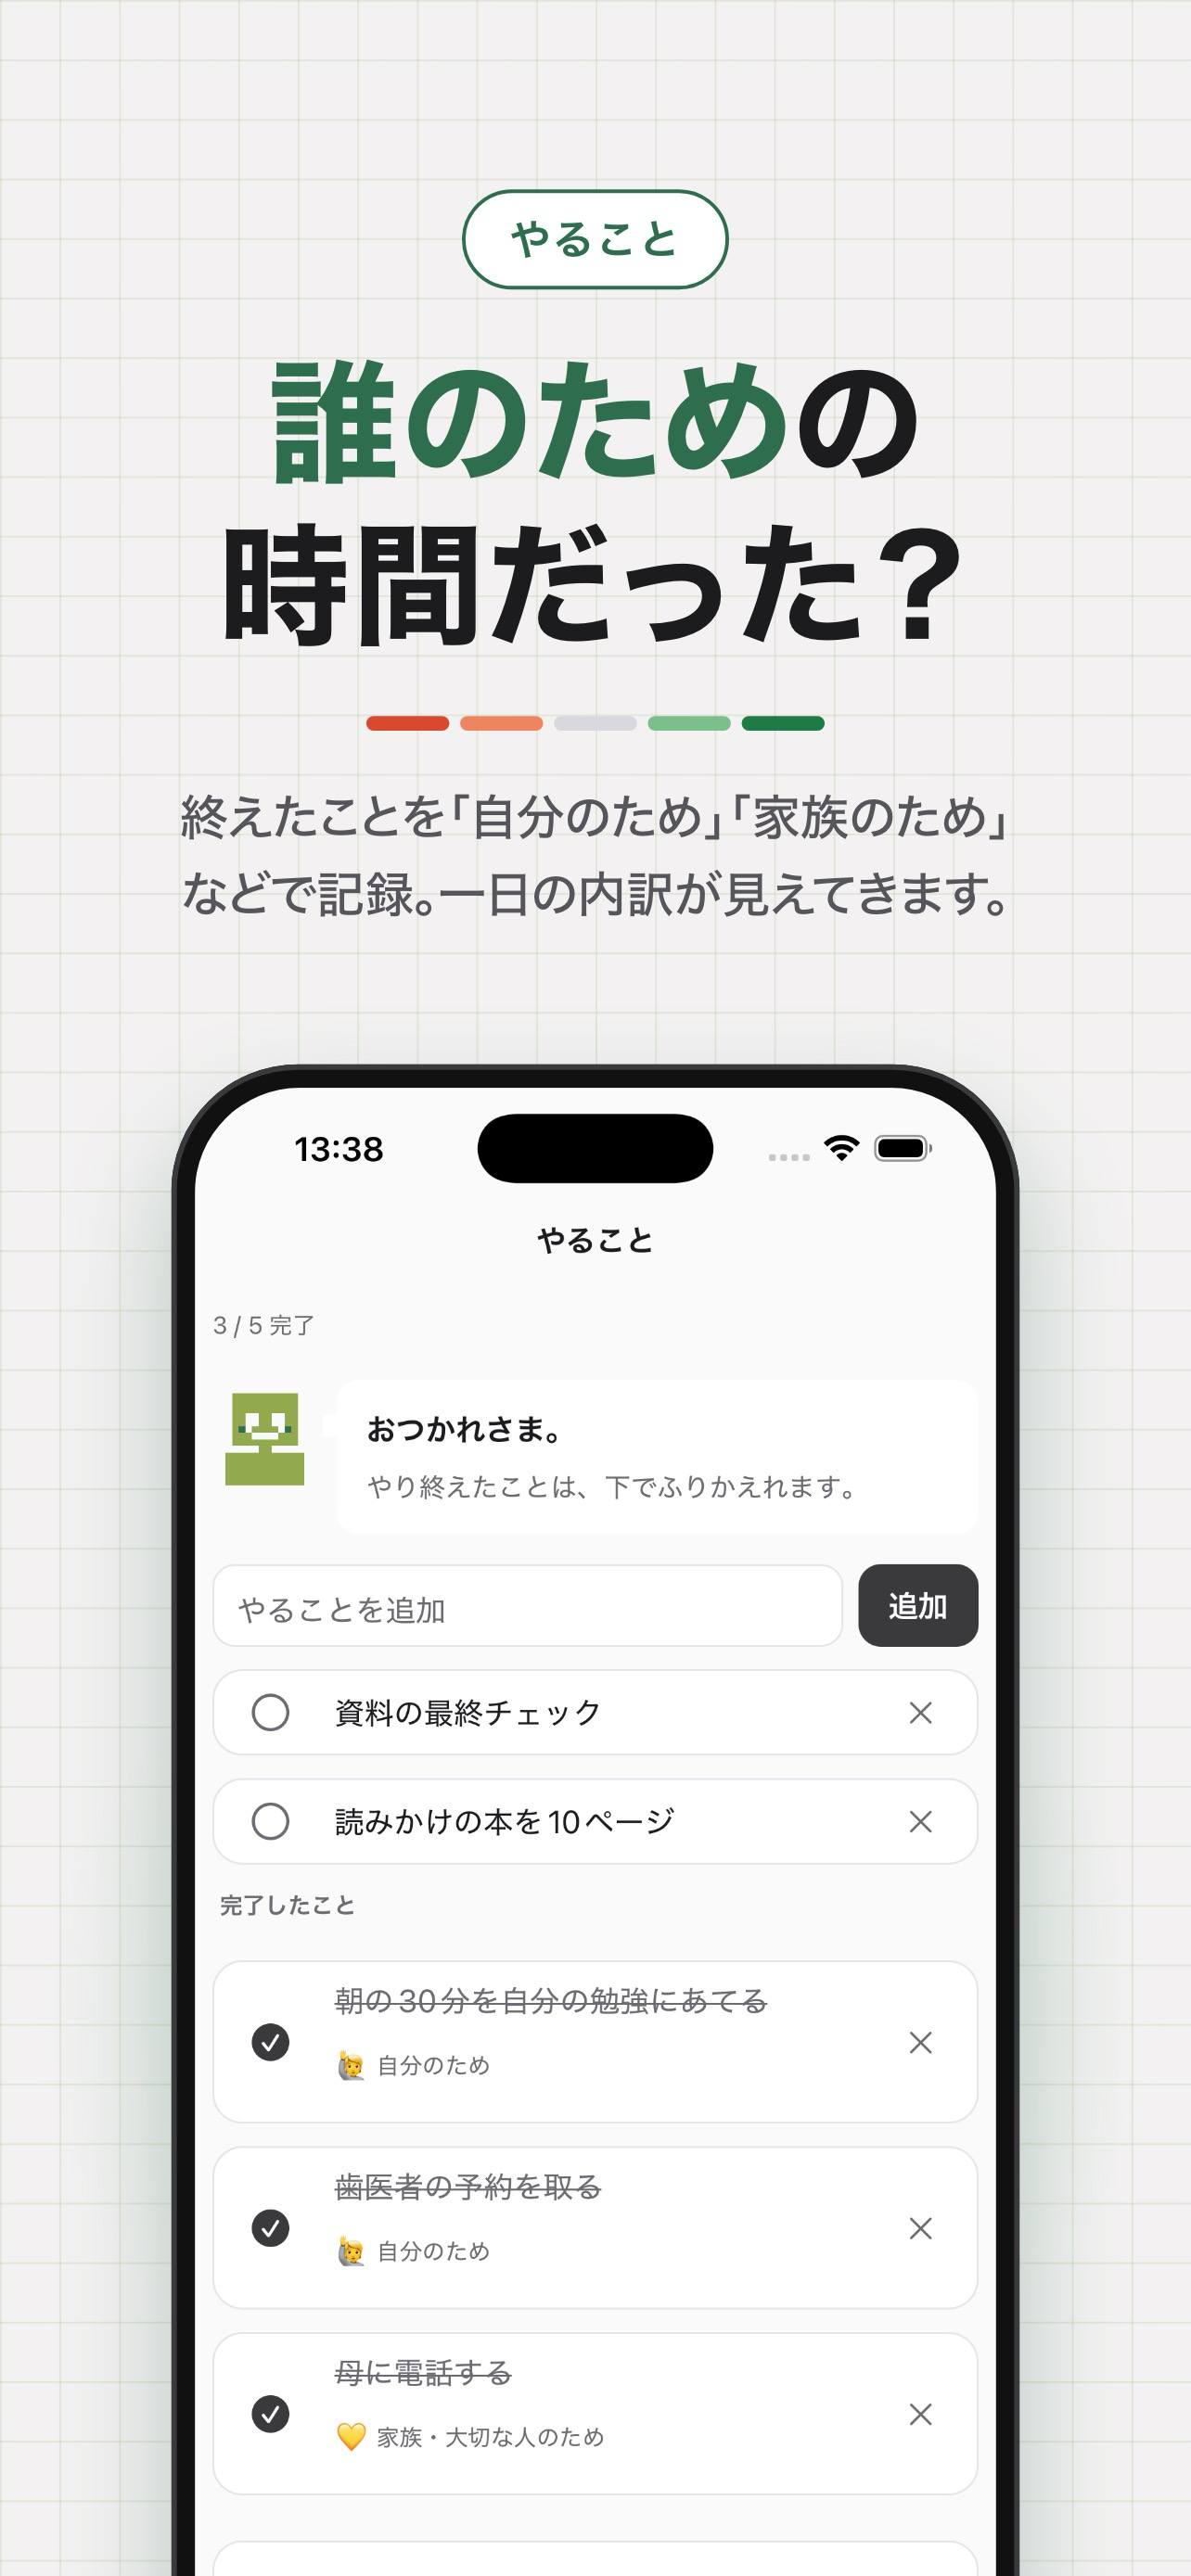 やること
誰のための
時間だった?
終えたことを「自分のため」「家族のため」
などで記録。一日の内訳が見えてきます。
13:38
やること
3 / 5 完了
おつかれさま。
やり終えたことは、下でふりかえれます。
やることを追加
追加
資料の最終チェック
読みかけの本を10ページ
完了したこと
朝の30分を自分の勉強にあてる
自分のため
歯医者の予約を取る
自分のため
母に電話する
家族・大切な人のため